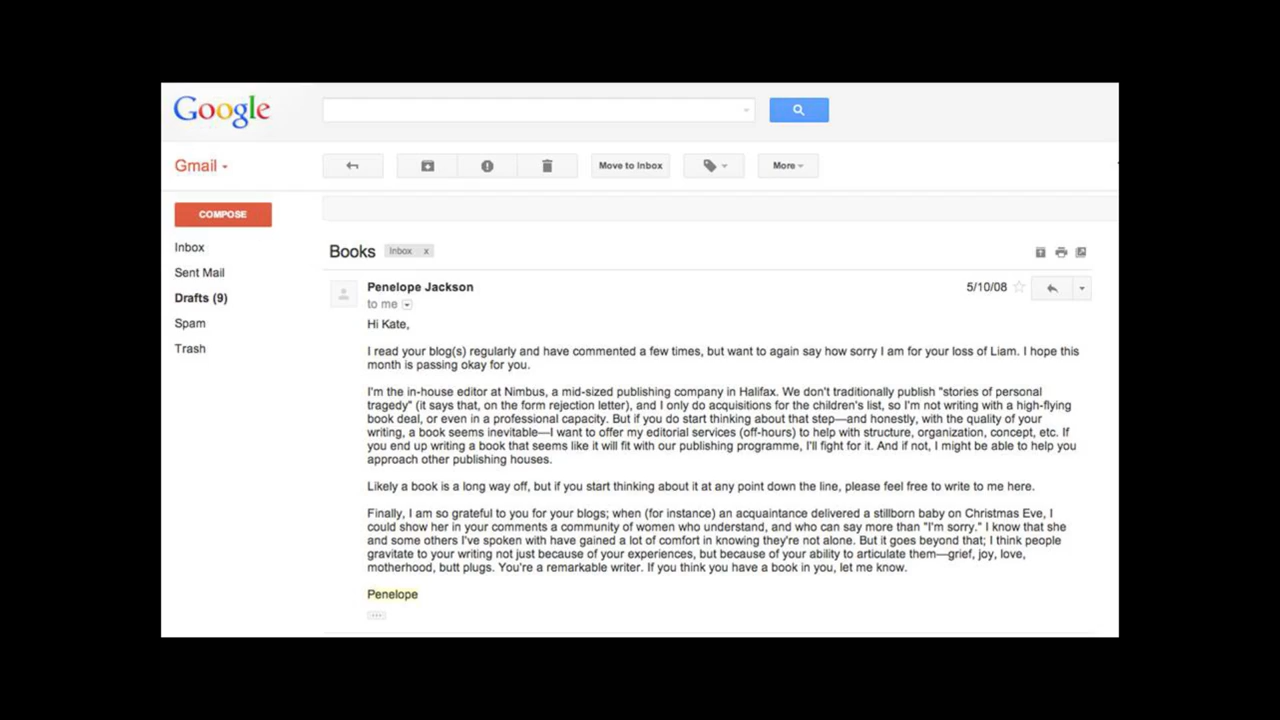 Google
Gmail
Move to Inbox
More
COMPOSE
Inbox
Sent Mail
Drafts (9)
Spam
Trash
Books
Inbox x
Penelope Jackson
5/10/08
to me
Hi Kate,
I read your blog(s) regularly and have commented a few times, but want to again say how sorry I am for your loss of Liam. I hope this
month is passing okay for you.
I'm the in-house editor at Nimbus, a mid-sized publishing company in Halifax. We don't traditionally publish "stories of personal
tragedy" (it says that, on the form rejection letter), and I only do acquisitions for the children's list, so I'm not writing with a high-flying
book deal, or even in a professional capacity. But if you do start thinking about that step—and honestly, with the quality of your
writing, a book seems inevitable—I want to offer my editorial services (off-hours) to help with structure, organization, concept, etc. If
you end up writing a book that seems like it will fit with our publishing programme, I'll fight for it. And if not, I might be able to help you
approach other publishing houses.
Likely a book is a long way off, but if you start thinking about it at any point down the line, please feel free to write to me here.
Finally, I am so grateful to you for your blogs; when (for instance) an acquaintance delivered a stillborn baby on Christmas Eve, I
could show her in your comments a community of women who understand, and who can say more than "I'm sorry." I know that she
and some others I've spoken with have gained a lot of comfort in knowing they're not alone. But it goes beyond that; I think people
gravitate to your writing not just because of your experiences, but because of your ability to articulate them—grief, joy, love,
motherhood, butt plugs. You're a remarkable writer. If you think you have a book in you, let me know.
Penelope